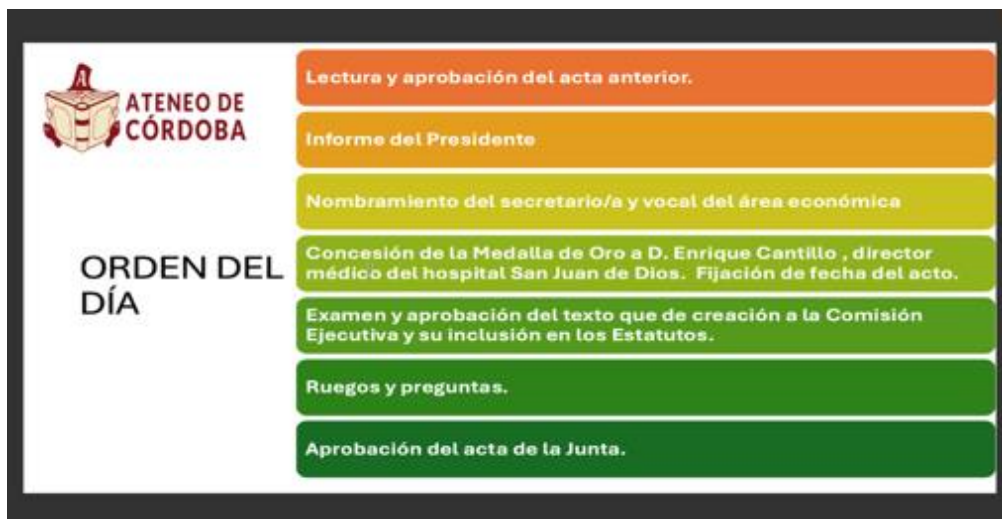 ATENEO DE
CÓRDOBA
ORDEN DEL
DÍA
Lectura y aprobación del acta anterior.
Informe del Presidente
Nombramiento del secretario/a y vocal del área económica
Concesión de la Medalla de Oro a D. Enrique Cantillo , director
médico del hospital San Juan de Dios. Fijación de fecha del acto.
Examen y aprobación del texto que de creación a la Comisión
Ejecutiva y su inclusión en los Estatutos.
Ruegos y preguntas.
Aprobación del acta de la Junta.